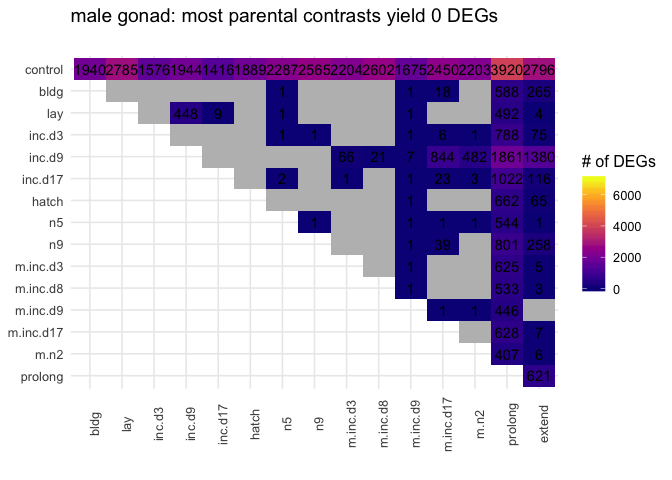 male gonad: most parental contrasts yield 0 DEGs
control 1940 2785 1576 1944 1416 1889 2287 2565 2204 2602 1675 2450 2203 3920 2796
bldg 1 1 18 588 265
lay 448 9 1 1 492 4
inc.d3 1 1 1 6 1 788 75
inc.d9 66 21 7 844 482 1861 1380
inc.d17 2 1 1 23 3 1022 116
hatch 1 662 65
n5 1 1 1 1 544 1
n9 1 39 801 258
m.inc.d3 1 625 5
m.inc.d8 1 533 3
m.inc.d9 1 1 446
m.inc.d17 628 7
m.n2 407 6
prolong 621
bldg lay inc.d3 inc.d9 inc.d17 hatch n5 n9 m.inc.d3 m.inc.d8 m.inc.d9 m.inc.d17 m.n2 prolong extend
# of DEGs
6000
4000
2000
0